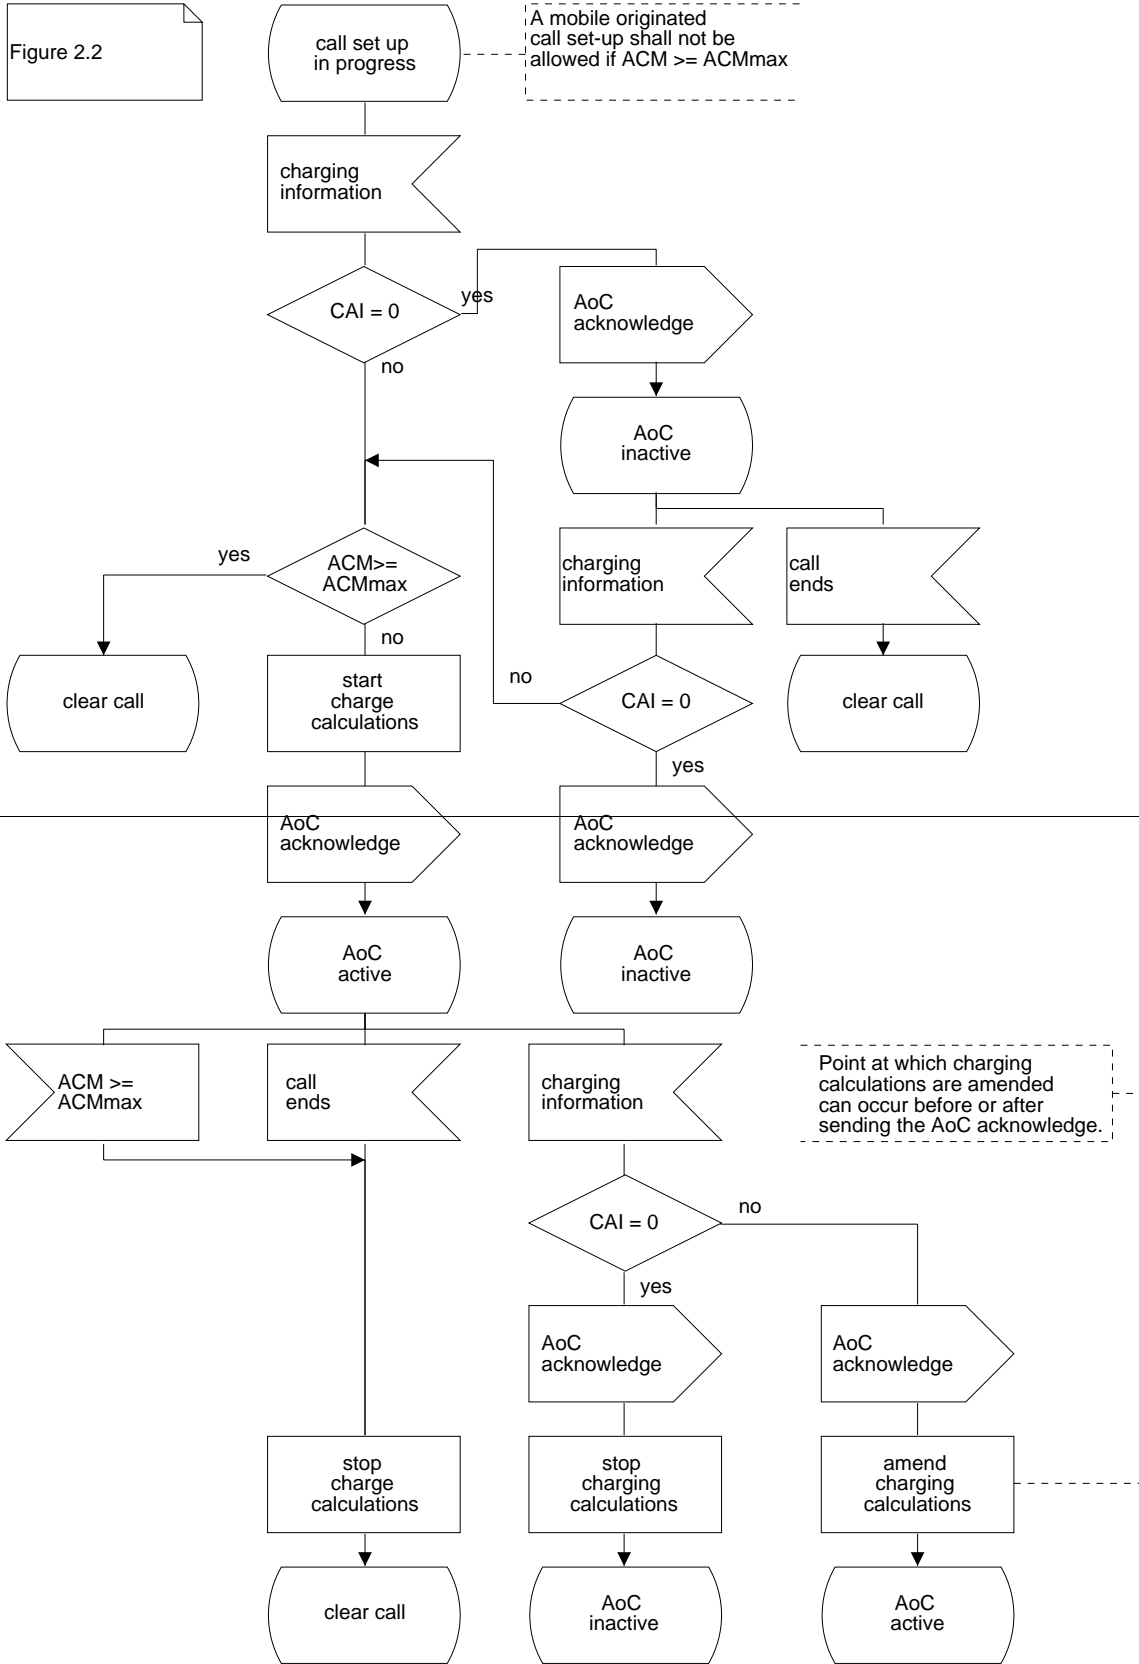 Figure 2.2
call set up
in progress
A mobile originated
call set-up shall not be
allowed if ACM >= ACMmax
charging
information
CAI = 0
yes
no
AoC
acknowledge
AoC
inactive
yes
ACM>=
ACMmax
no
charging
information
call
ends
clear call
start
charge
calculations
no
CAI = 0
yes
clear call
AoC
acknowledge
AoC
acknowledge
AoC
active
AoC
inactive
ACM >=
ACMmax
call
ends
charging
information
Point at which charging
calculations are amended
can occur before or after
sending the AoC acknowledge.
CAI = 0
no
yes
AoC
acknowledge
AoC
acknowledge
stop
charge
calculations
stop
charging
calculations
amend
charging
calculations
clear call
AoC
inactive
AoC
active